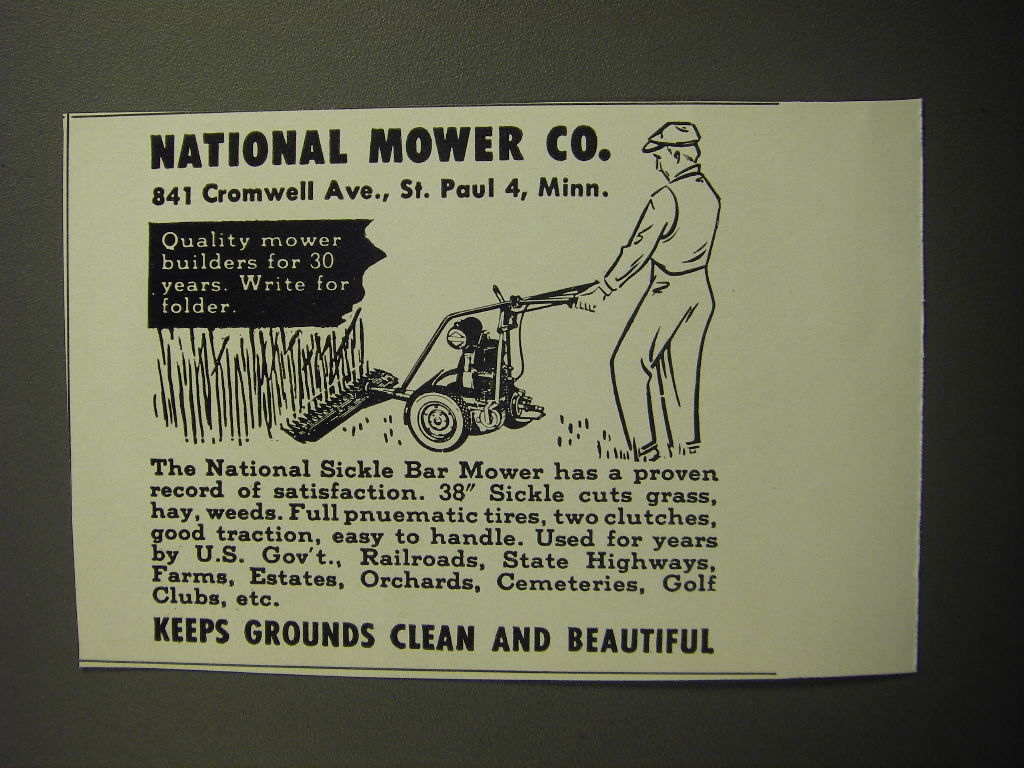 NATIONAL MOWER CO.
841 Cromwell Ave., St. Paul 4, Minn.
Quality mower
builders for 30
years. Write for
folder.
The National Sickle Bar Mower has a proven
record of satisfaction. 38″ Sickle cuts grass,
hay, weeds. Full pnuematic tires, two clutches,
good traction, easy to handle. Used for years
by U.S. Gov't., Railroads, State Highways,
Farms, Estates, Orchards, Cemeteries, Golf
Clubs, etc.
KEEPS GROUNDS CLEAN AND BEAUTIFUL